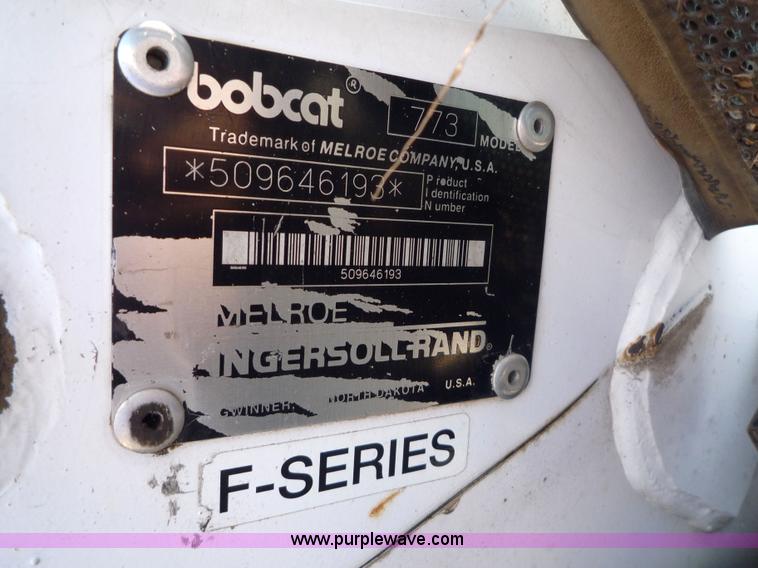 bobcat ®
773 MODEL
Trademark of MELROE COMPANY, U.S.A.
*509646193*
Product
Identification
Number
509646193
MELROE
INGERSOLL-RAND®
GWINNER, NORTH DAKOTA U.S.A.
F-SERIES
www.purplewave.com